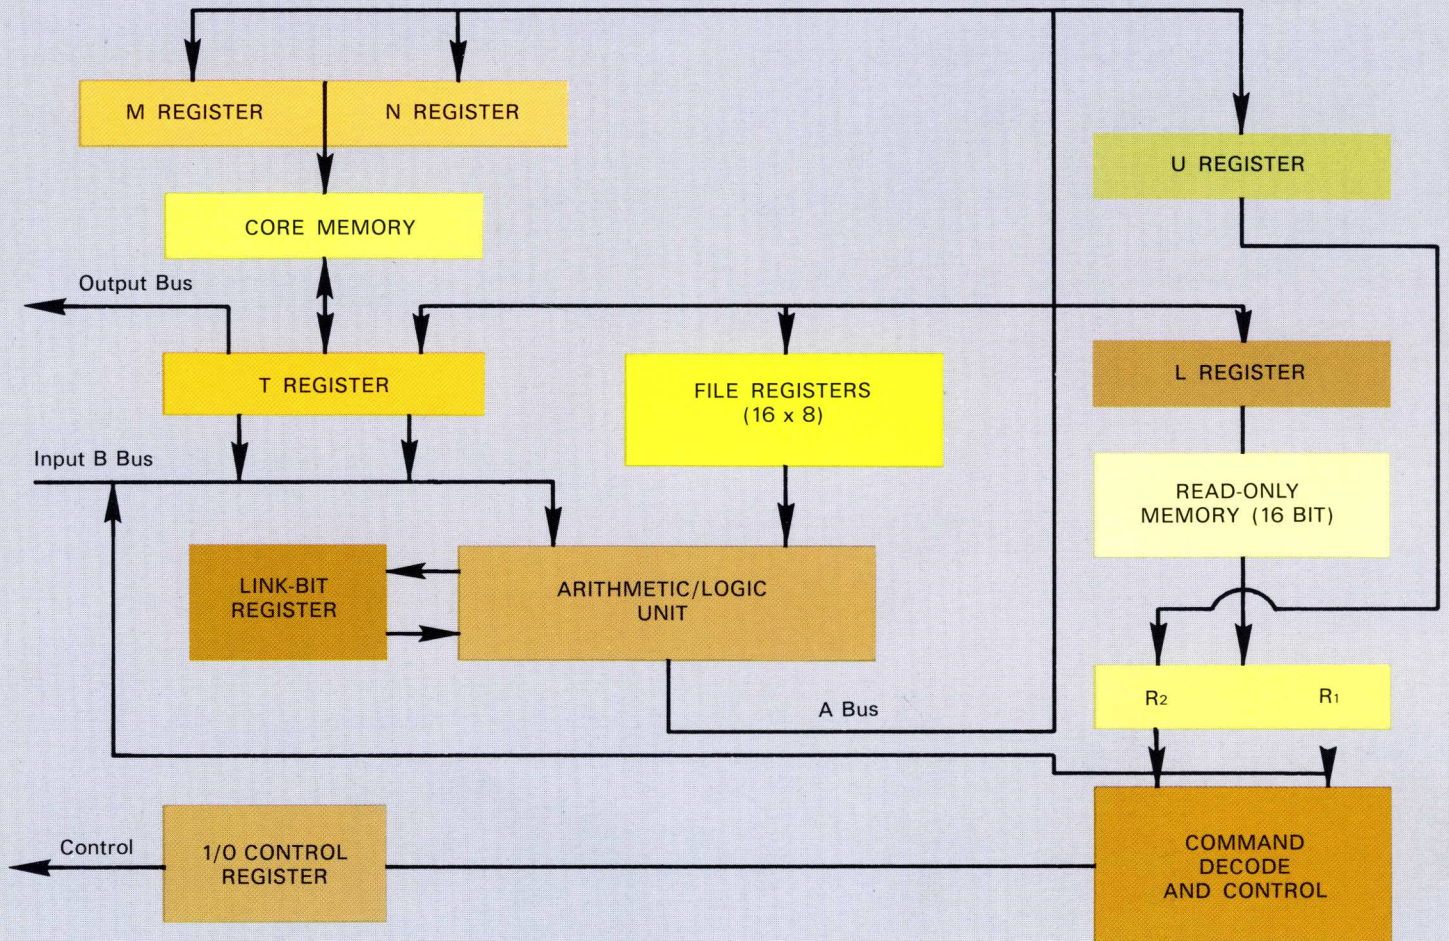 M REGISTER
N REGISTER
U REGISTER
CORE MEMORY
Output Bus
T REGISTER
FILE REGISTERS
(16 x 8)
L REGISTER
Input B Bus
READ-ONLY
MEMORY (16 BIT)
LINK-BIT
REGISTER
ARITHMETIC/LOGIC
UNIT
R2
R1
A Bus
Control
1/0 CONTROL
REGISTER
COMMAND
DECODE
AND CONTROL